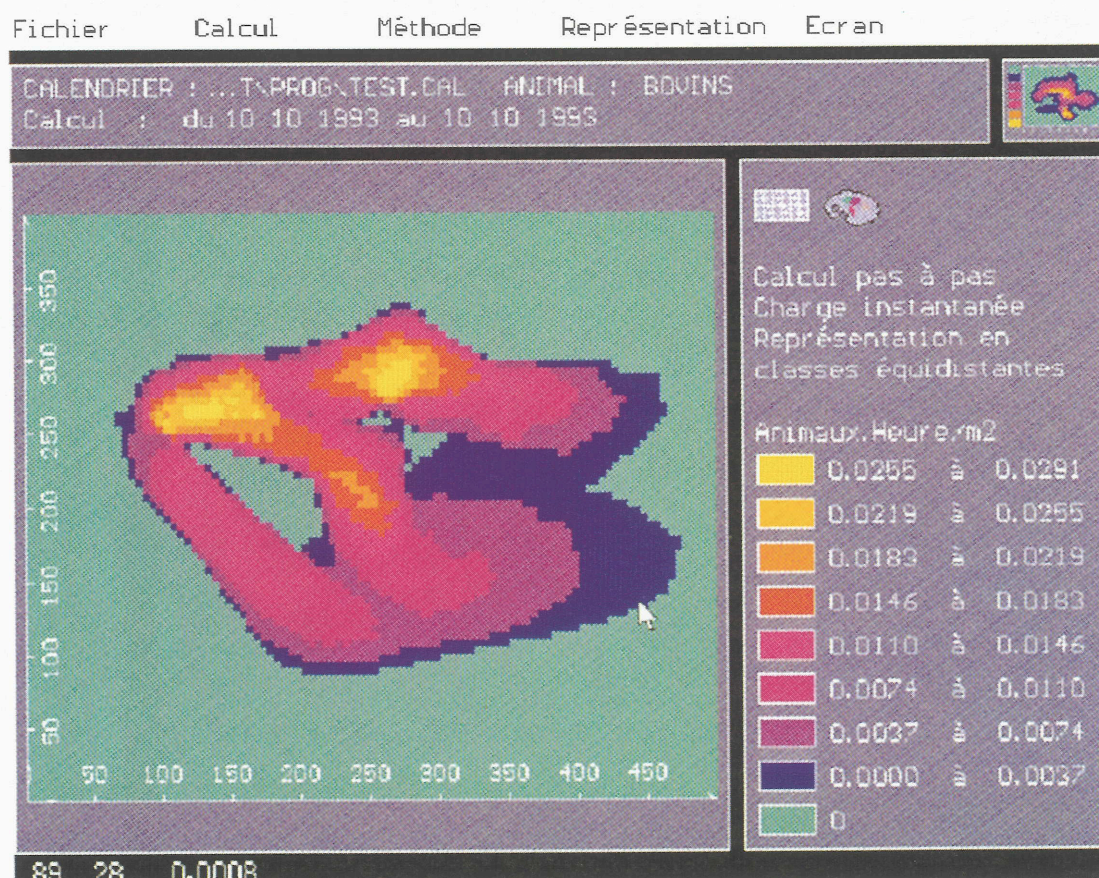 Fichier Calcul Méthode Représentation Ecran
CALENDRIER : ...T\PROG\TEST.CAL ANIMAL : BOVINS
Calcul : du 10 10 1993 au 10 10 1993
Calcul pas à pas
Charge instantanée
Représentation en
classes équidistantes
Animaux.Heure/m2
0.0255 à 0.0291
0.0219 à 0.0255
0.0183 à 0.0219
0.0146 à 0.0183
0.0110 à 0.0146
0.0074 à 0.0110
0.0037 à 0.0074
0.0000 à 0.0037
0
350
300
250
200
150
100
50
50 100 150 200 250 300 350 400 450
89 28 0.0008